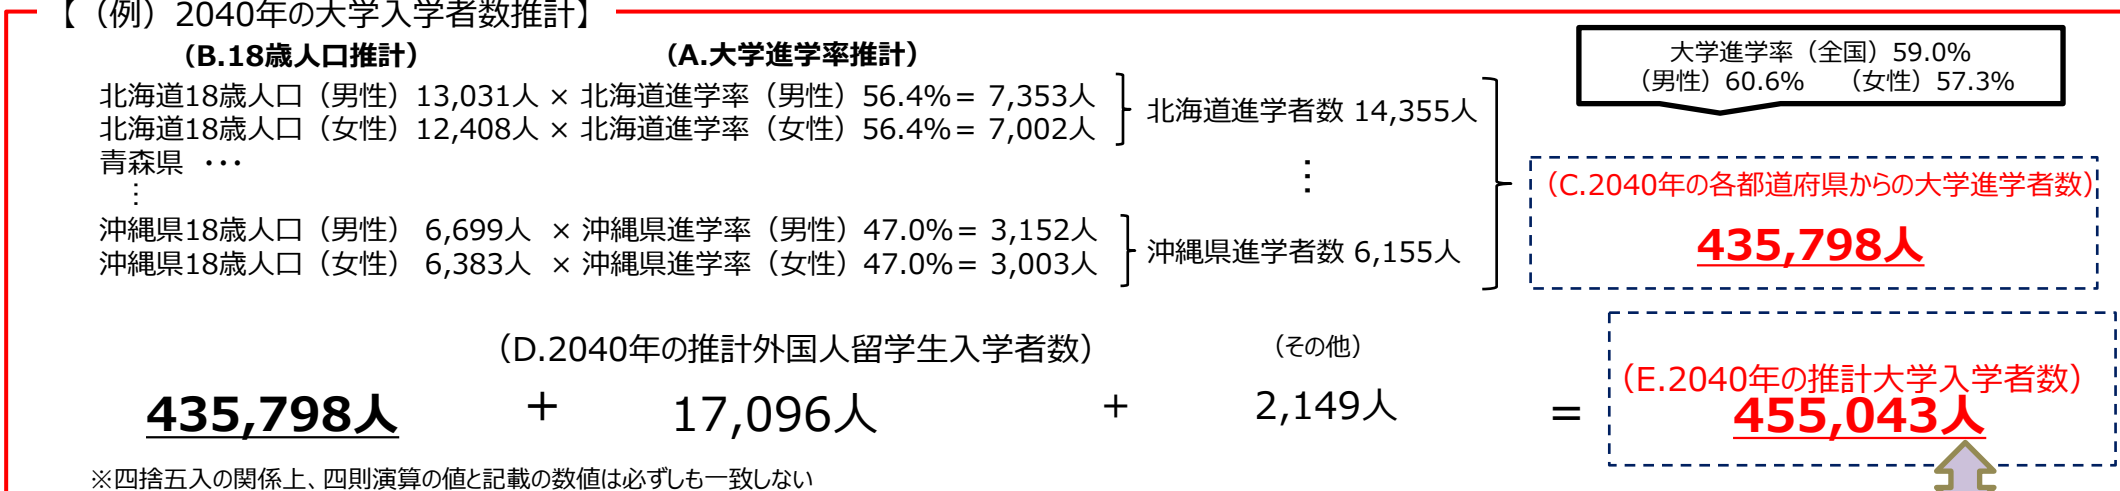 【（例）2040年の大学入学者数推計】
（B.18歳人口推計）
（A.大学進学率推計）
北海道18歳人口（男性）13,031人 × 北海道進学率（男性）56.4%＝ 7,353人
北海道18歳人口（女性）12,408人 × 北海道進学率（女性）56.4%＝ 7,002人
北海道進学者数 14,355人
青森県 ・・・
⋮
⋮
沖縄県18歳人口（男性） 6,699人 × 沖縄県進学率（男性）47.0%＝ 3,152人
沖縄県18歳人口（女性） 6,383人 × 沖縄県進学率（女性）47.0%＝ 3,003人
沖縄県進学者数 6,155人
大学進学率（全国）59.0%
（男性）60.6% （女性）57.3%
（C.2040年の各都道府県からの大学進学者数）
435,798人
（D.2040年の推計外国人留学生入学者数）
（その他）
（E.2040年の推計大学入学者数）
435,798人 ＋ 17,096人 ＋ 2,149人 ＝ 455,043人
※四捨五入の関係上、四則演算の値と記載の数値は必ずしも一致しない